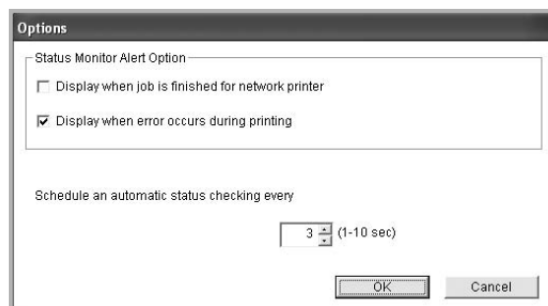 Options
Status Monitor Alert Option
Display when job is finished for network printer
Display when error occurs during printing
Schedule an automatic status checking every
3 (1-10 sec)
OK Cancel